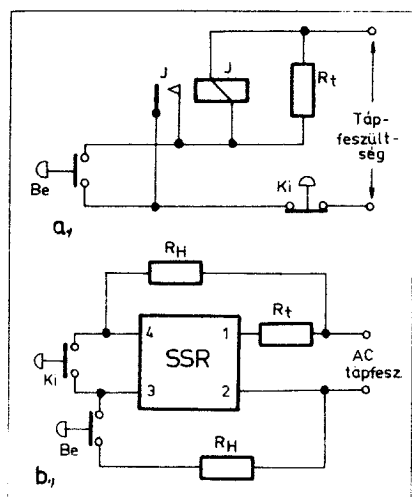 J
J
Rt
Táp-
feszült-
ség
Be
Ki
a,
RH
4
1
Rt
SSR
AC
tápfesz.
Ki
3
2
Be
RH
b,